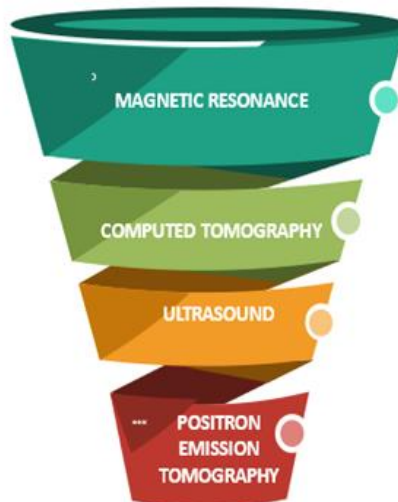 MAGNETIC RESONANCE
COMPUTED TOMOGRAPHY
ULTRASOUND
POSITRON
EMISSION
TOMOGRAPHY